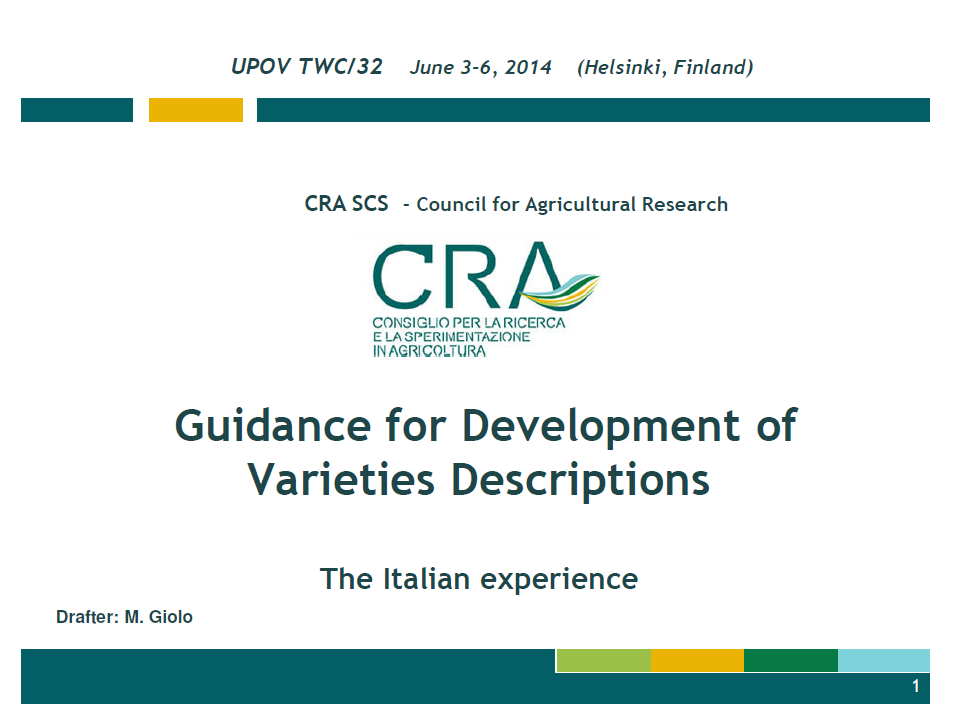 UPOV TWC/32 June 3-6, 2014 (Helsinki, Finland)
CRA SCS - Council for Agricultural Research
CRA
CONSIGLIO PER LA RICERCA
E LA SPERIMENTAZIONE
IN AGRICOLTURA
Guidance for Development of
Varieties Descriptions
The Italian experience
Drafter: M. Giolo
1